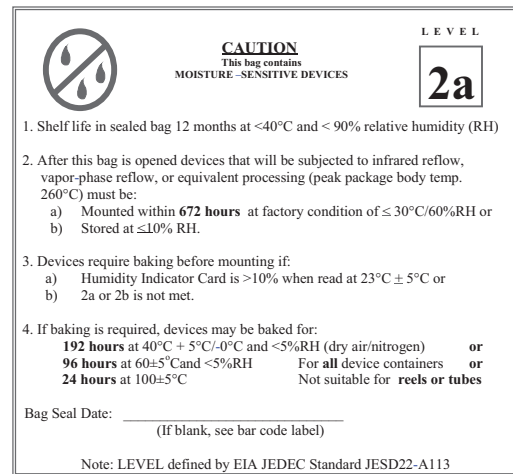 LEVEL
CAUTION
This bag contains
MOISTURE –SENSITIVE DEVICES
2a
1. Shelf life in sealed bag 12 months at <40°C and < 90% relative humidity (RH)
2. After this bag is opened devices that will be subjected to infrared reflow,
vapor-phase reflow, or equivalent processing (peak package body temp.
260°C) must be:
a) Mounted within 672 hours at factory condition of ≤ 30°C/60%RH or
b) Stored at ≤10% RH.
3. Devices require baking before mounting if:
a) Humidity Indicator Card is >10% when read at 23°C ± 5°C or
b) 2a or 2b is not met.
4. If baking is required, devices may be baked for:
192 hours at 40°C + 5°C/-0°C and <5%RH (dry air/nitrogen) or
96 hours at 60±5°Cand <5%RH For all device containers or
24 hours at 100±5°C Not suitable for reels or tubes
Bag Seal Date: ______________________________
(If blank, see bar code label)
Note: LEVEL defined by EIA JEDEC Standard JESD22-A113